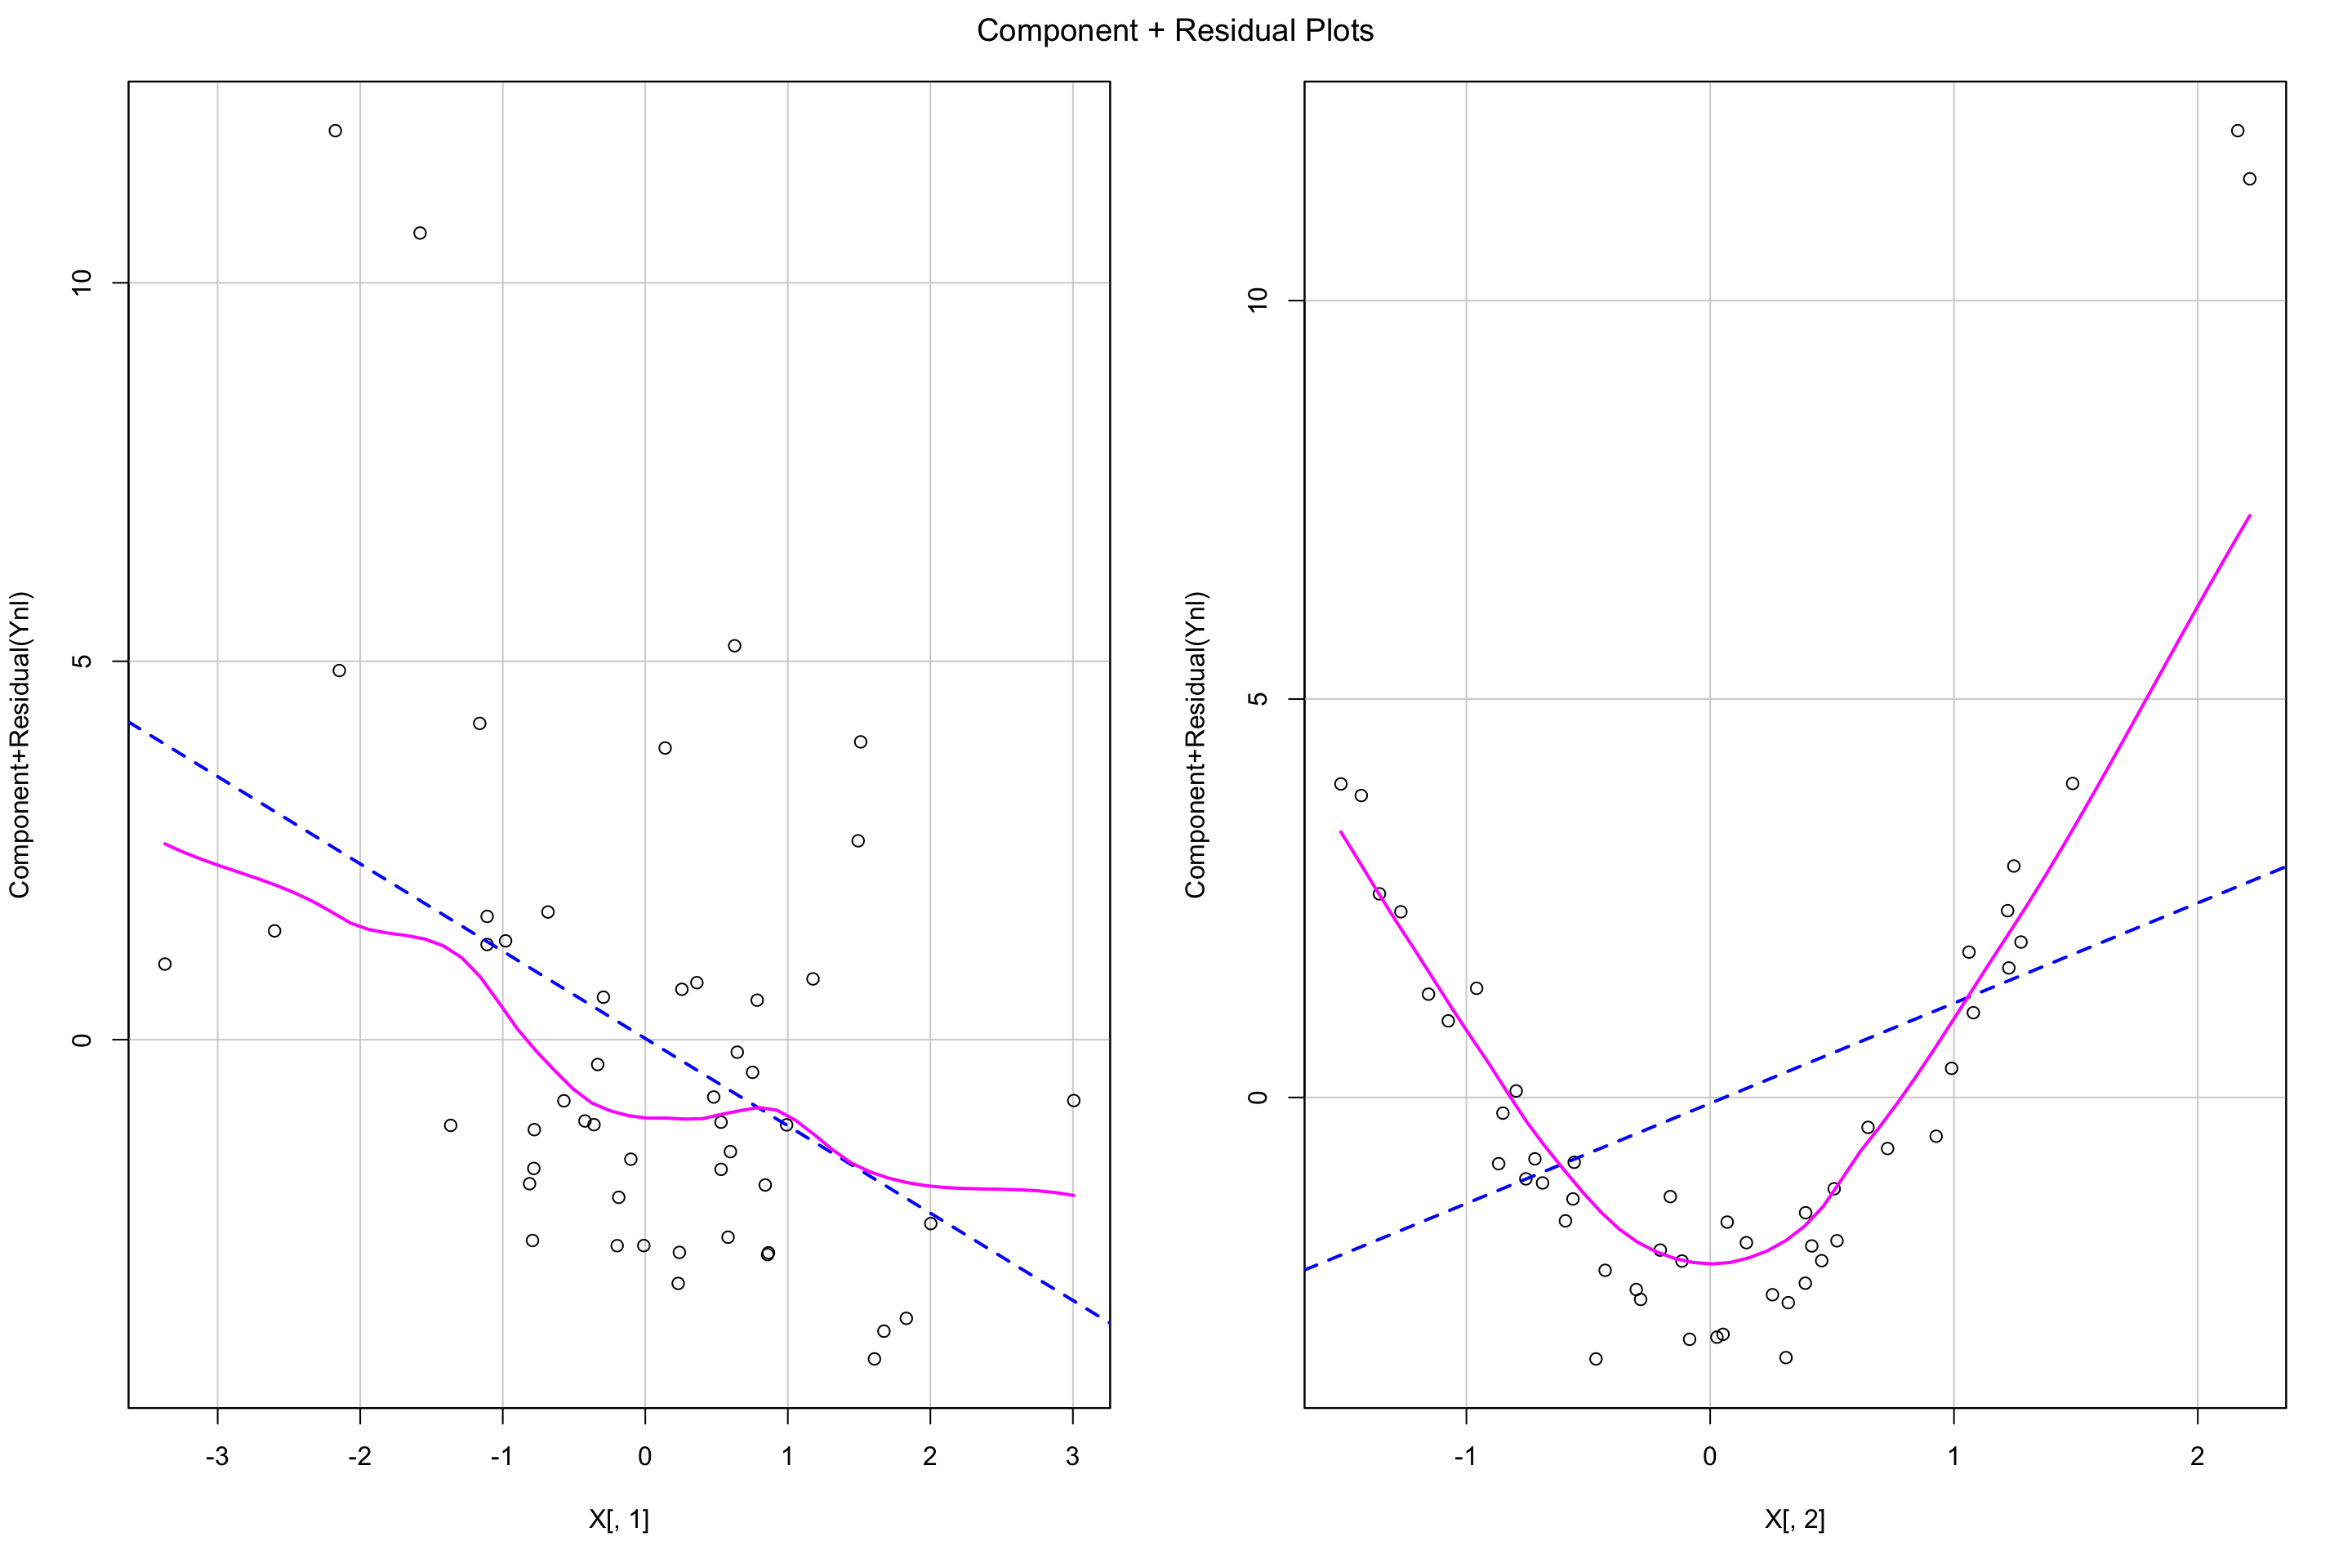 Component + Residual Plots
Component+Residual(Ynl)
10
5
0
-3 -2 -1 0 1 2 3
X[, 1]
Component+Residual(Ynl)
10
5
0
-1 0 1 2
X[, 2]